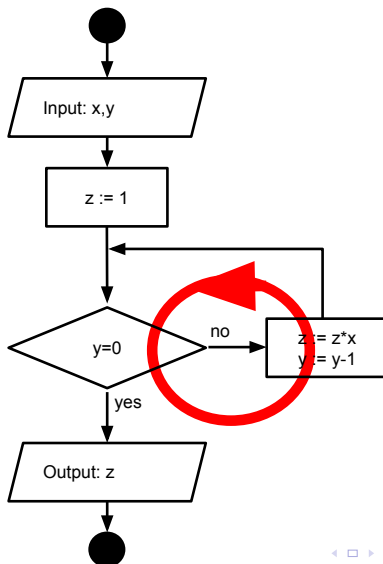 Input: x,y
z := 1
y=0
no
z := z*x
y := y-1
yes
Output: z